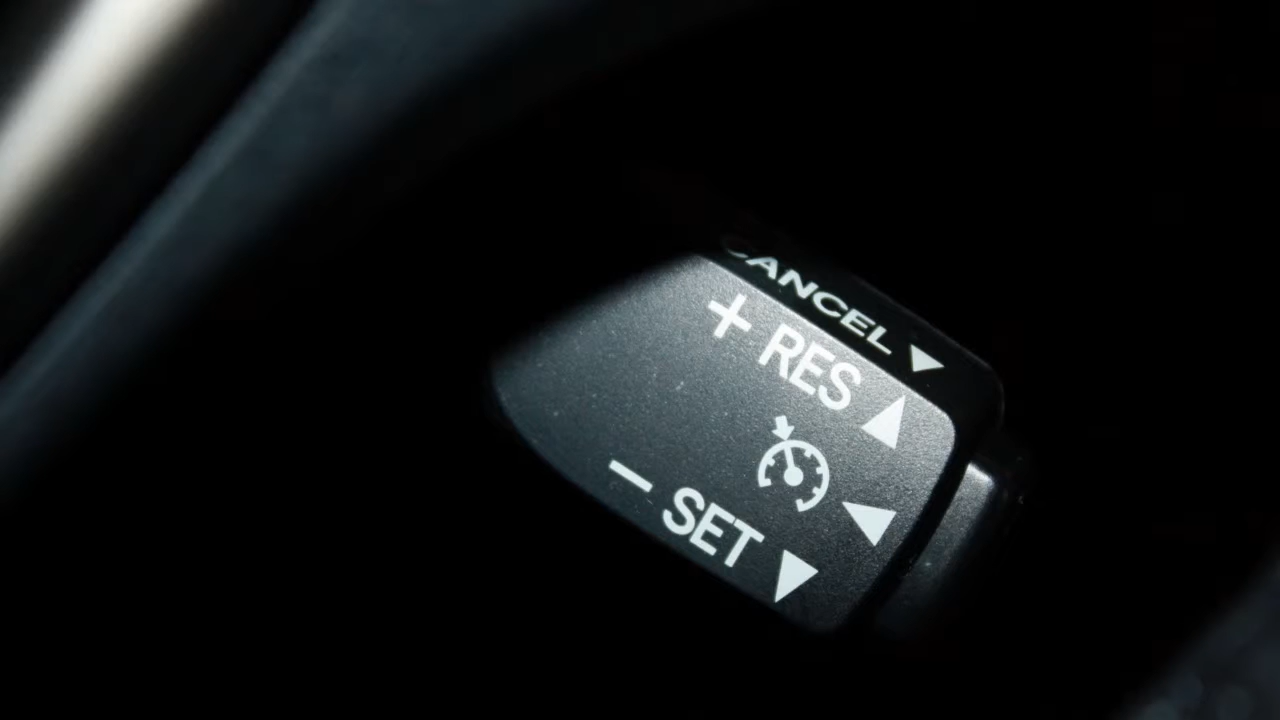 CANCEL ▼
+ RES ▲
− SET ▼